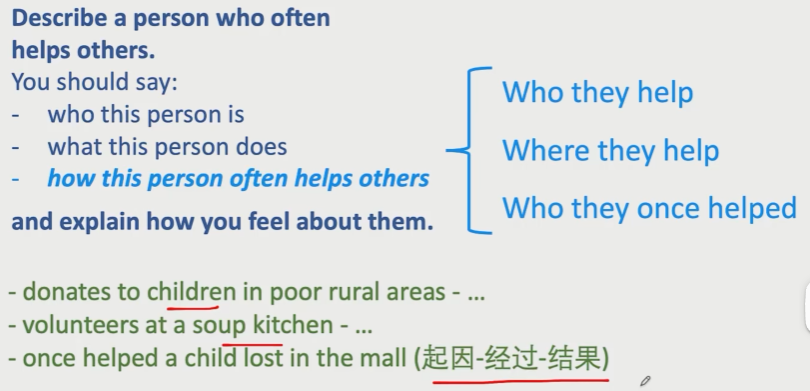 Describe a person who often
helps others.
You should say:
- who this person is
- what this person does
- how this person often helps others
and explain how you feel about them.
Who they help
Where they help
Who they once helped
- donates to children in poor rural areas - ...
- volunteers at a soup kitchen - ...
- once helped a child lost in the mall (起因-经过-结果)